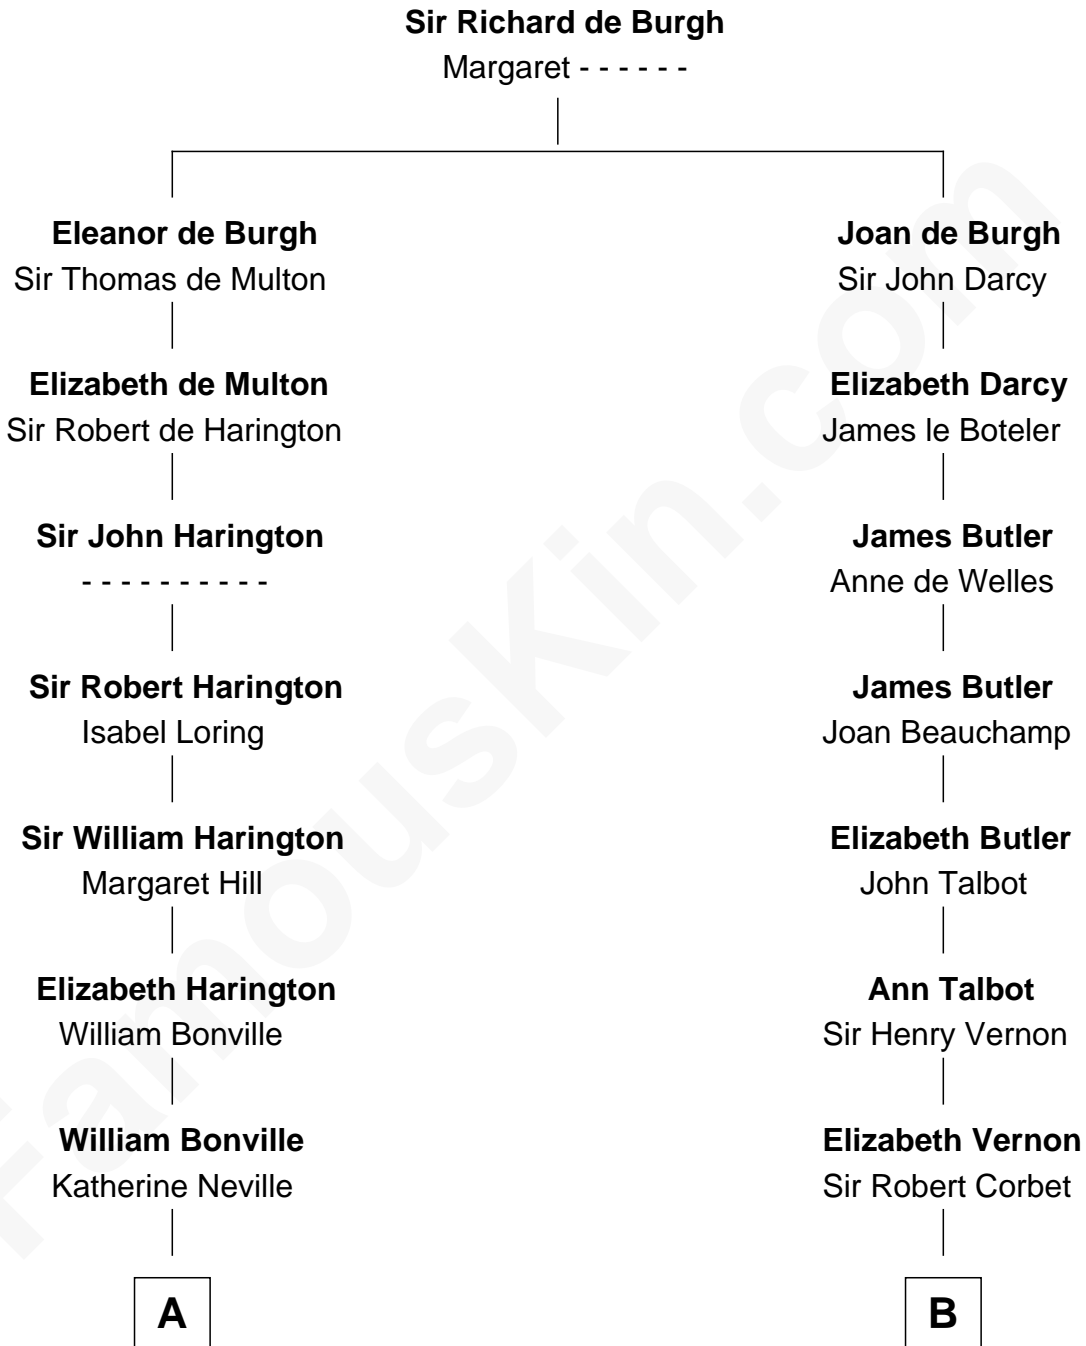 Sir Richard de Burgh
Margaret - - - - - -
Eleanor de Burgh
Sir Thomas de Multon
Elizabeth de Multon
Sir Robert de Harington
Sir John Harington
- - - - - - - - - -
Sir Robert Harington
Isabel Loring
Sir William Harington
Margaret Hill
Elizabeth Harington
William Bonville
William Bonville
Katherine Neville
A
Joan de Burgh
Sir John Darcy
Elizabeth Darcy
James le Boteler
James Butler
Anne de Welles
James Butler
Joan Beauchamp
Elizabeth Butler
John Talbot
Ann Talbot
Sir Henry Vernon
Elizabeth Vernon
Sir Robert Corbet
B
FamousKin.com